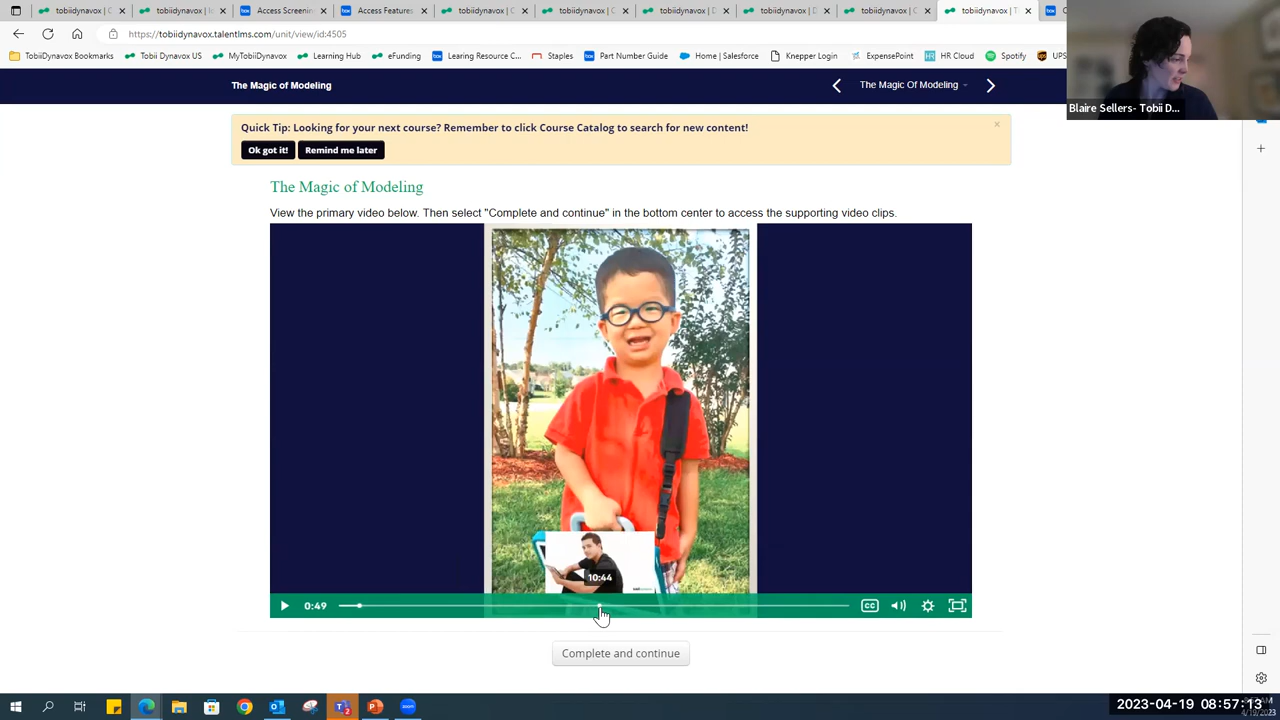 tobiidynavox | C
tobiidynavox | C
Access Screenin
Access Features
tobiidynavox | C
tobiidynavox | C
tobiidynavox | D
tobiidynavox | D
tobiidynavox | C
tobiidynavox | T
https://tobiidynavox.talentlms.com/unit/view/id:4505
TobiiDynavox Bookmarks
Tobii Dynavox US
MyTobiiDynavox
Learning Hub
eFunding
Learing Resource C...
Staples
Part Number Guide
Home | Salesforce
Knepper Login
ExpensePoint
HR Cloud
Spotify
UPS
Blaire Sellers- Tobii D...
The Magic of Modeling
The Magic Of Modeling
Quick Tip: Looking for your next course? Remember to click Course Catalog to search for new content!
Ok got it!
Remind me later
The Magic of Modeling
View the primary video below. Then select "Complete and continue" in the bottom center to access the supporting video clips.
10:44
0:49
CC
Complete and continue
2023-04-19 08:57:13